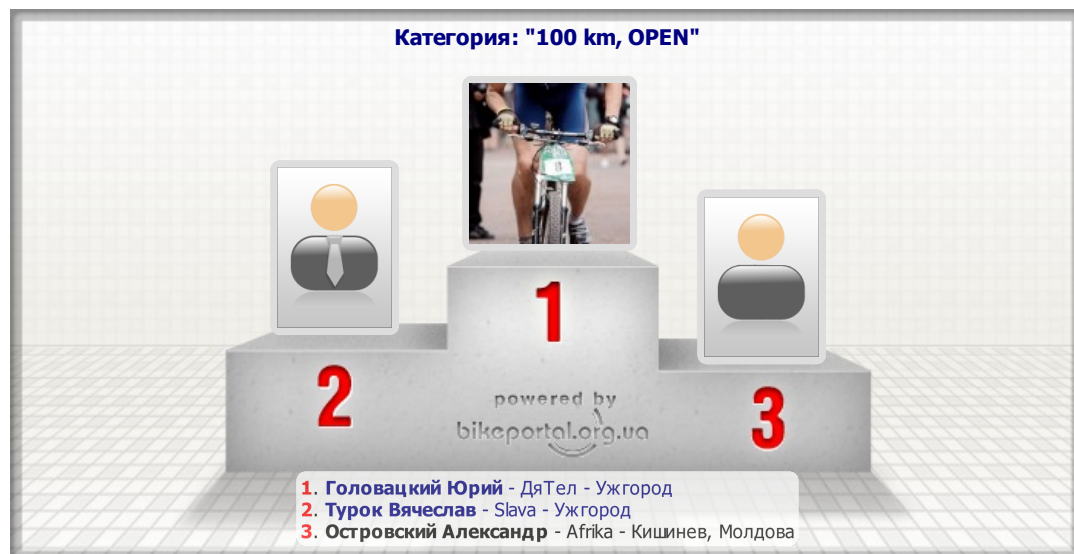 Категория: "100 km, OPEN"
1
2
3
powered by
bikeportal.org.ua
1. Головацкий Юрий - ДяТел - Ужгород
2. Турок Вячеслав - Slava - Ужгород
3. Островский Александр - Afrika - Кишинев, Молдова